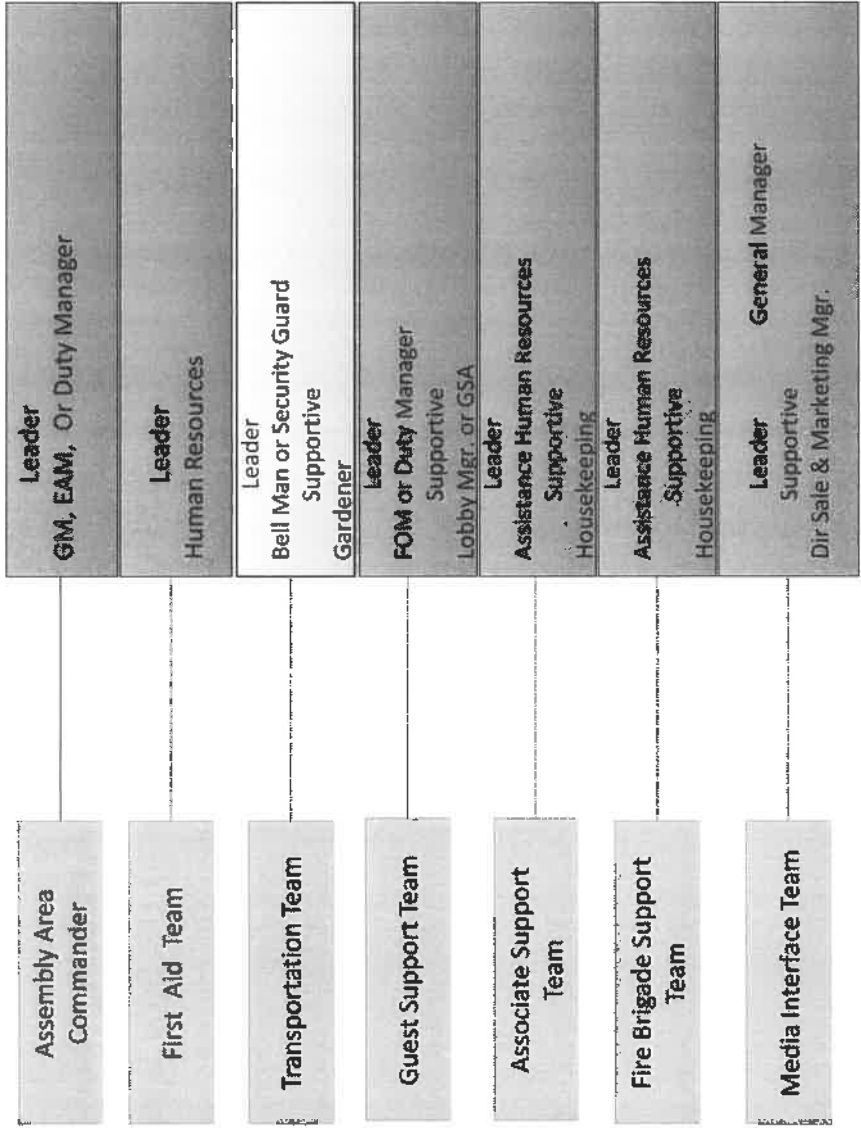 Assembly Area
Commander
Leader
GM, EAM, Or Duty Manager
First Aid Team
Leader
Human Resources
Transportation Team
Leader
Bell Man or Security Guard
Supportive
Gardener
Guest Support Team
Leader
FOM or Duty Manager
Supportive
Lobby Mgr. or GSA
Associate Support
Team
Leader
Assistance Human Resources
Supportive
Housekeeping
Fire Brigade Support
Team
Leader
Assistance Human Resources
Supportive
Housekeeping
Media Interface Team
Leader General Manager
Supportive
Dir Sale & Marketing Mgr.